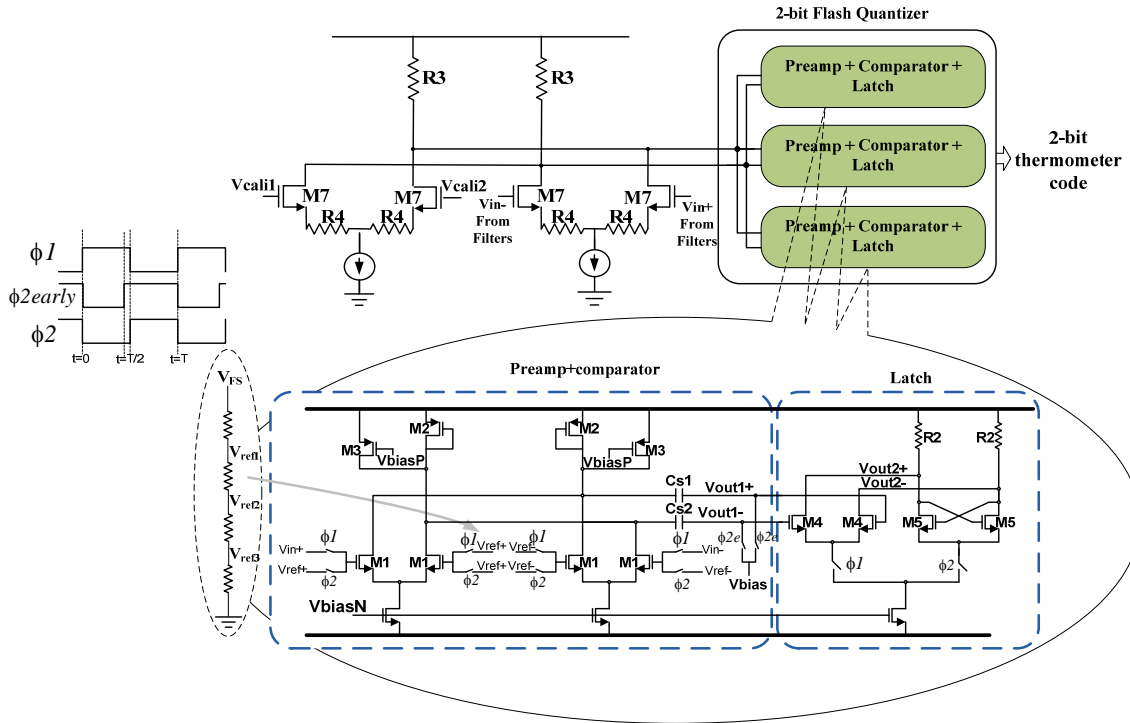 2-bit Flash Quantizer
R3
R3
Preamp + Comparator +
Latch
Preamp + Comparator +
Latch
Preamp + Comparator +
Latch
2-bit
thermometer
code
Vcali1
M7
R4
R4
M7
Vcali2
Vin-
From
Filters
M7
R4
R4
M7
Vin+
From
Filters
ϕ1
ϕ2early
ϕ2
t=0
t=T/2
t=T
VFS
Vref1
Vref2
Vref3
Preamp+comparator
Latch
M3
VbiasP
M2
M2
VbiasP
M3
Cs1
Vout1+
Cs2
Vout1-
R2
R2
Vout2+
Vout2-
M4
M4
M5
M5
ϕ1
ϕ2
Vin+
ϕ1
Vref+
ϕ2
M1
M1
ϕ1
Vref+
ϕ2
Vref+
Vref-
ϕ1
Vref-
ϕ2
M1
M1
ϕ1
Vin-
ϕ2
Vref-
ϕ2e
ϕ2e
Vbias
VbiasN